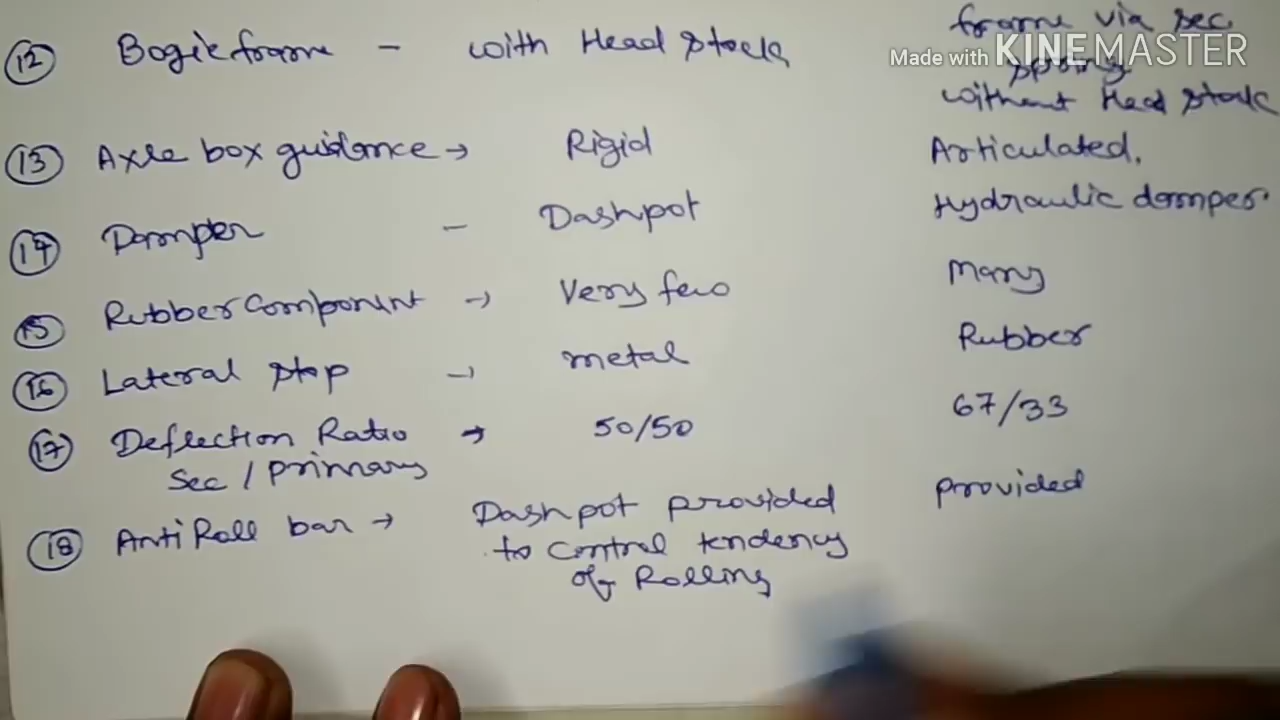 frame via sec.
Made with KINEMASTER
spring
⑫ Bogie frame - with Head stock without Head stock
⑬ Axle box guidance → Rigid Articulated.
⑭ Damper - Dashpot Hydraulic damper.
⑮ Rubber Component → Very few Many
⑯ Lateral stop → metal Rubber
⑰ Deflection Ratio → 50/50 67/33
Sec / primary
⑱ Anti Roll bar → Dashpot provided provided
to control tendency
of Rolling